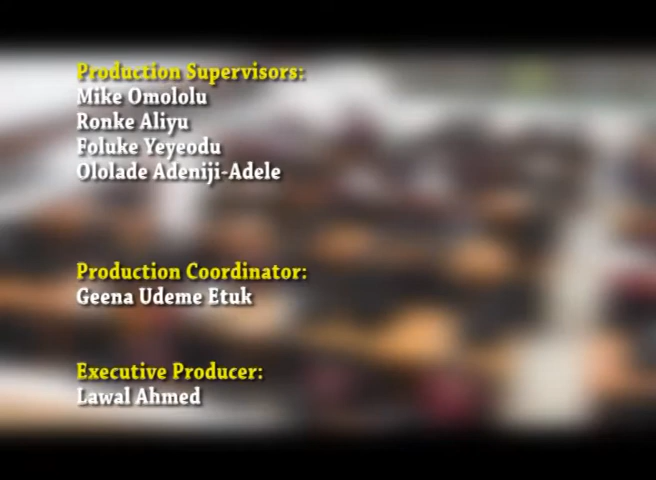 Production Supervisors:
Mike Omololu
Ronke Aliyu
Foluke Yeyeodu
Ololade Adeniji-Adele
Production Coordinator:
Geena Udeme Etuk
Executive Producer:
Lawal Ahmed